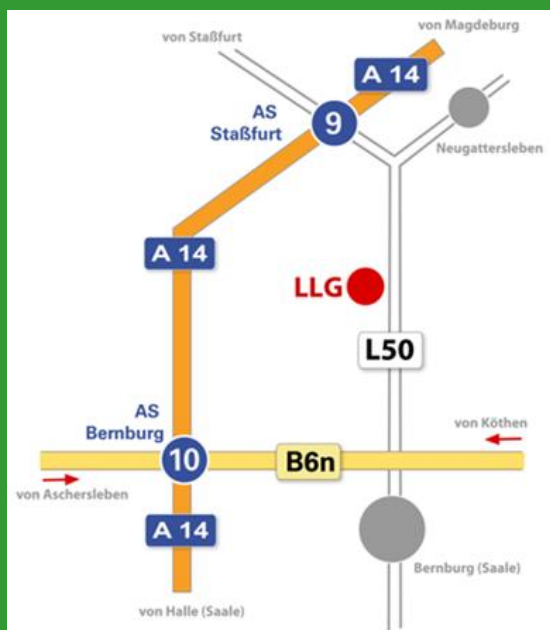 von Magdeburg
von Staßfurt
A 14
AS
Staßfurt
9
Neugattersleben
A 14
LLG
L50
AS
Bernburg
von Köthen
10
B6n
von Aschersleben
A 14
Bernburg (Saale)
von Halle (Saale)